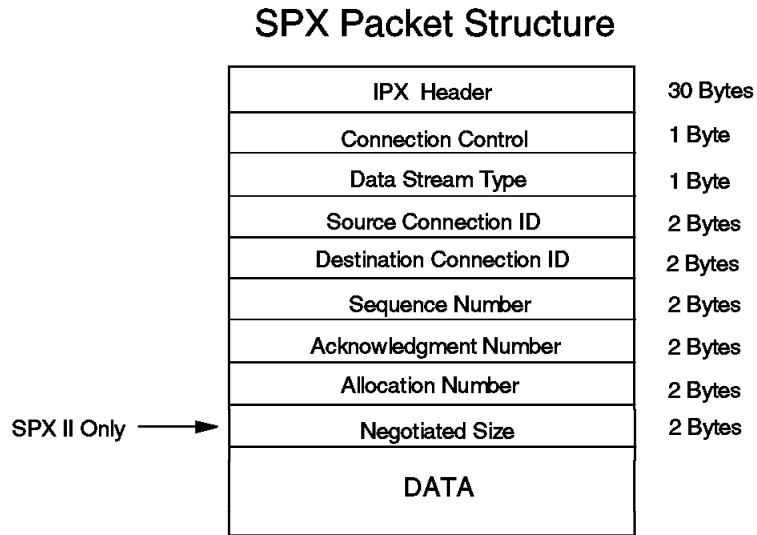 SPX Packet Structure
IPX Header 30 Bytes
Connection Control 1 Byte
Data Stream Type 1 Byte
Source Connection ID 2 Bytes
Destination Connection ID 2 Bytes
Sequence Number 2 Bytes
Acknowledgment Number 2 Bytes
Allocation Number 2 Bytes
SPX II Only Negotiated Size 2 Bytes
DATA